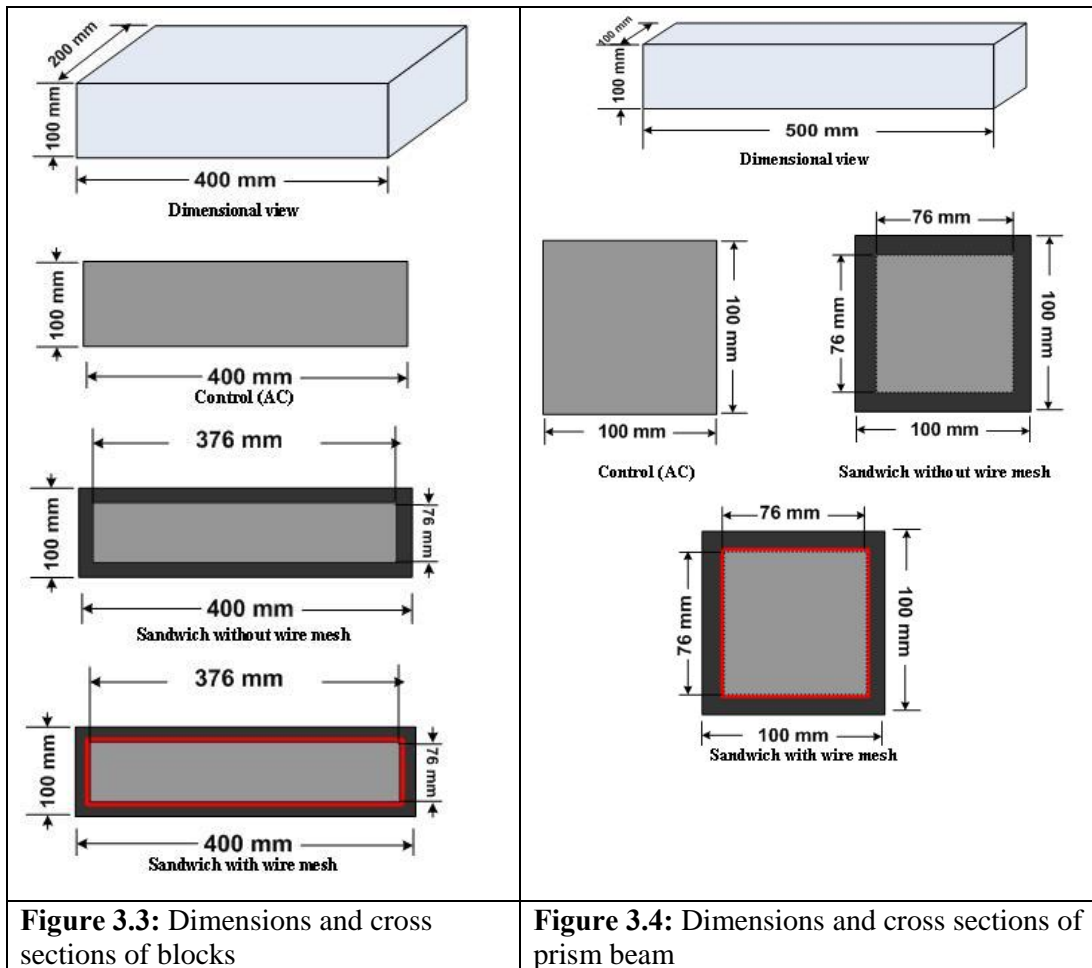 200 mm
100 mm
400 mm
Dimensional view
100 mm
400 mm
Control (AC)
376 mm
100 mm
76 mm
400 mm
Sandwich without wire mesh
376 mm
100 mm
76 mm
400 mm
Sandwich with wire mesh
Figure 3.3: Dimensions and cross
sections of blocks
100 mm
100 mm
500 mm
Dimensional view
100 mm
100 mm
Control (AC)
76 mm
76 mm
100 mm
100 mm
Sandwich without wire mesh
76 mm
76 mm
100 mm
100 mm
Sandwich with wire mesh
Figure 3.4: Dimensions and cross sections of
prism beam